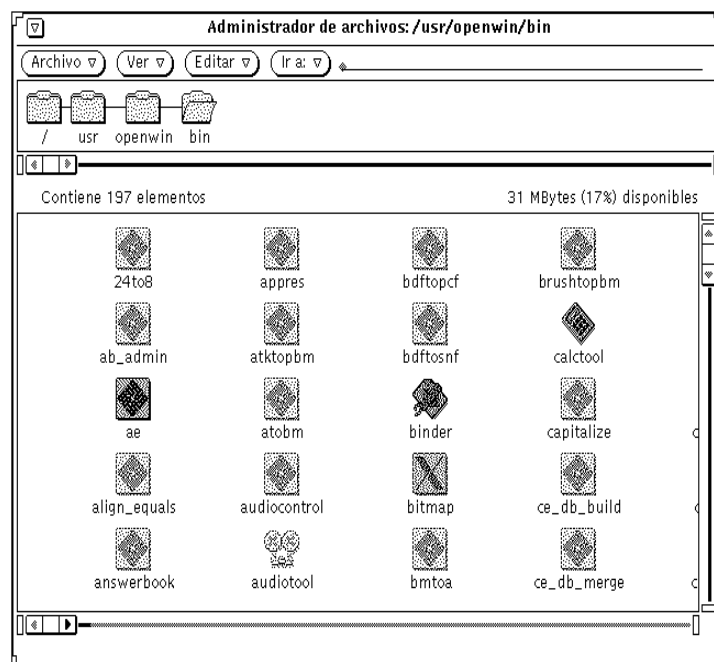 Administrador de archivos: /usr/openwin/bin
Archivo Ver Editar Ir a:
/ usr openwin bin
Contiene 197 elementos 31 MBytes (17%) disponibles
24to8 appres bdftopcf brushtopbm
ab_admin atktopbm bdftosnf calctool
ae atobm binder capitalize
align_equals audiocontrol bitmap ce_db_build
answerbook audiotool bmtoa ce_db_merge